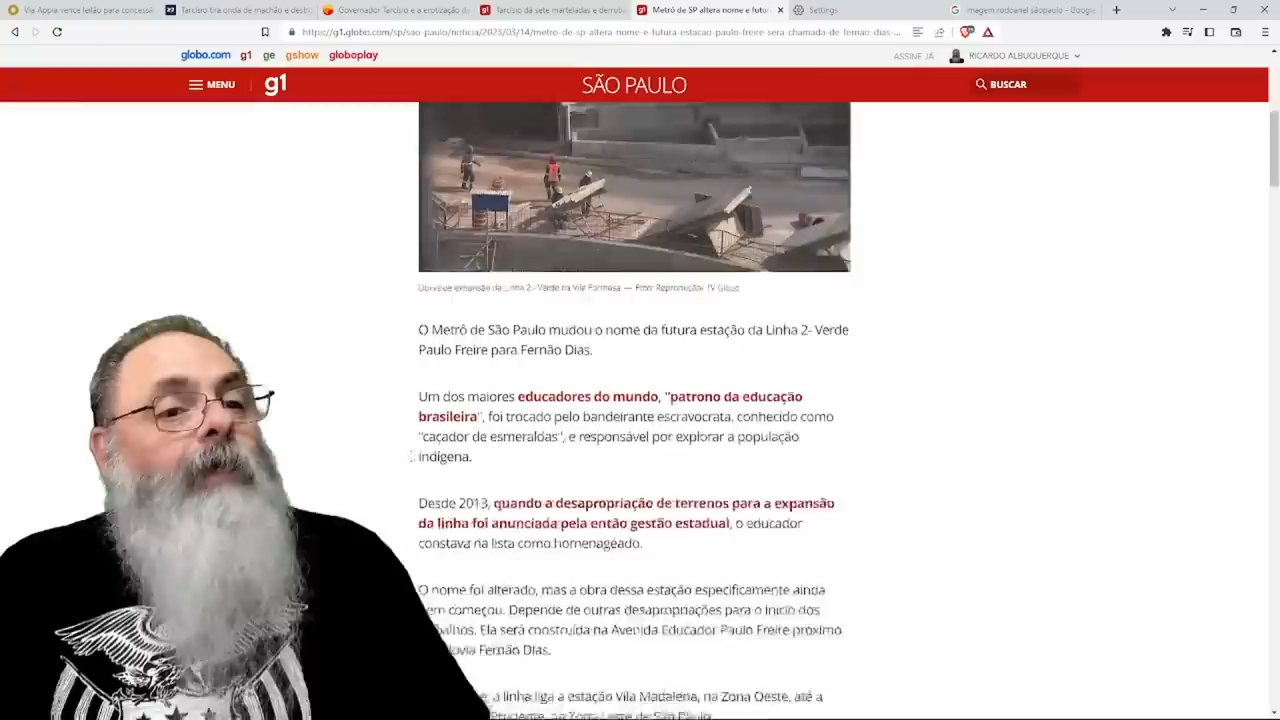 Via Appia vence leilão para concessã
Tarcísio tira onda de machão e destr
Governador Tarcísio e a erotização d
Tarcísio dá sete marteladas e derruba
Metrô de SP altera nome e futur
Settings
imagem rodoanel sãopaulo - Google
https://g1.globo.com/sp/sao-paulo/noticia/2023/03/14/metro-de-sp-altera-nome-e-futura-estacao-paulo-freire-sera-chamada-de-fernao-dias-...
globo.com g1 ge gshow globoplay
ASSINE JÁ
RICARDO ALBUQUERQUE
MENU
g1
SÃO PAULO
BUSCAR
Obras de expansão da Linha 2 - Verde na Vila Formosa — Foto: Reprodução/ TV Globo
O Metrô de São Paulo mudou o nome da futura estação da Linha 2- Verde
Paulo Freire para Fernão Dias.
Um dos maiores educadores do mundo, "patrono da educação
brasileira", foi trocado pelo bandeirante escravocrata, conhecido como
"caçador de esmeraldas", e responsável por explorar a população
indígena.
Desde 2013, quando a desapropriação de terrenos para a expansão
da linha foi anunciada pela então gestão estadual, o educador
constava na lista como homenageado.
O nome foi alterado, mas a obra dessa estação especificamente ainda
começou. Depende de outras desapropriações para o início dos
Ela será construída na Avenida Educador Paulo Freire próximo
Fernão Dias.
a linha liga a estação Vila Madalena, na Zona Oeste, até a
na Zona Leste de São Paulo.